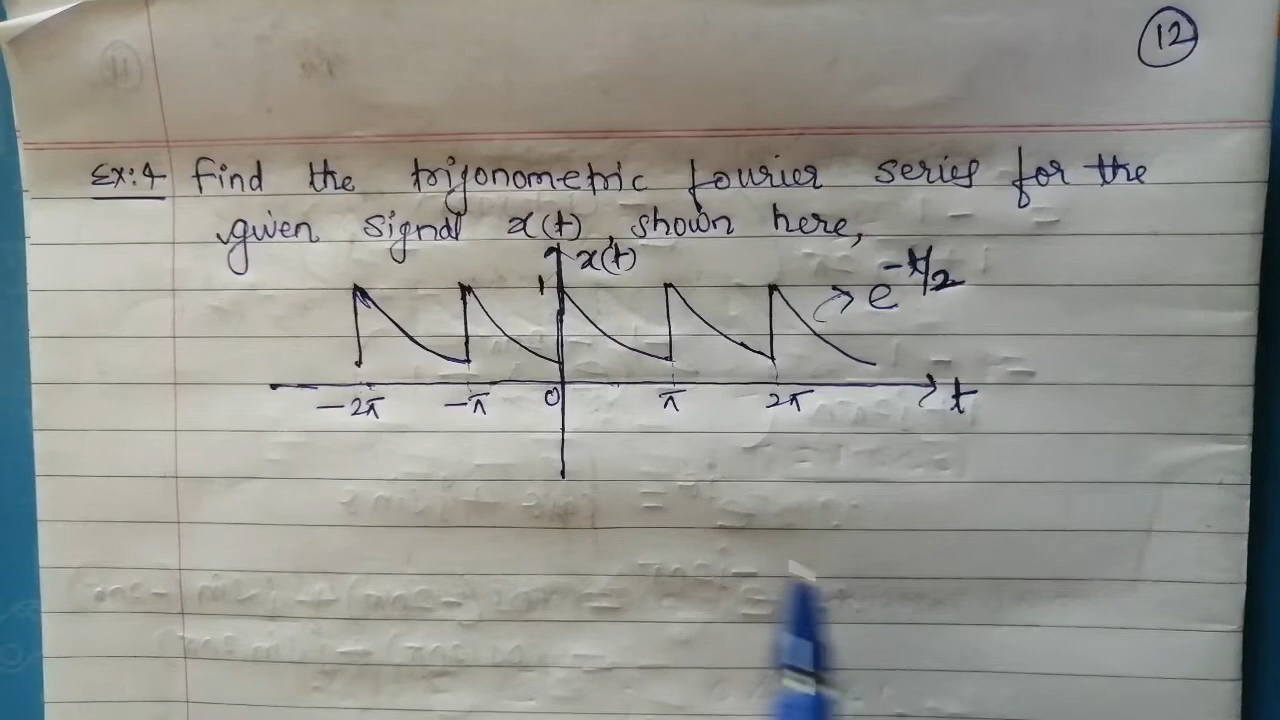 12
Ex:4 find the trigonometric fourier series for the
given signal x(t), shown here,
x(t)
1
e^{-t/2}
-2π -π 0 π 2π t